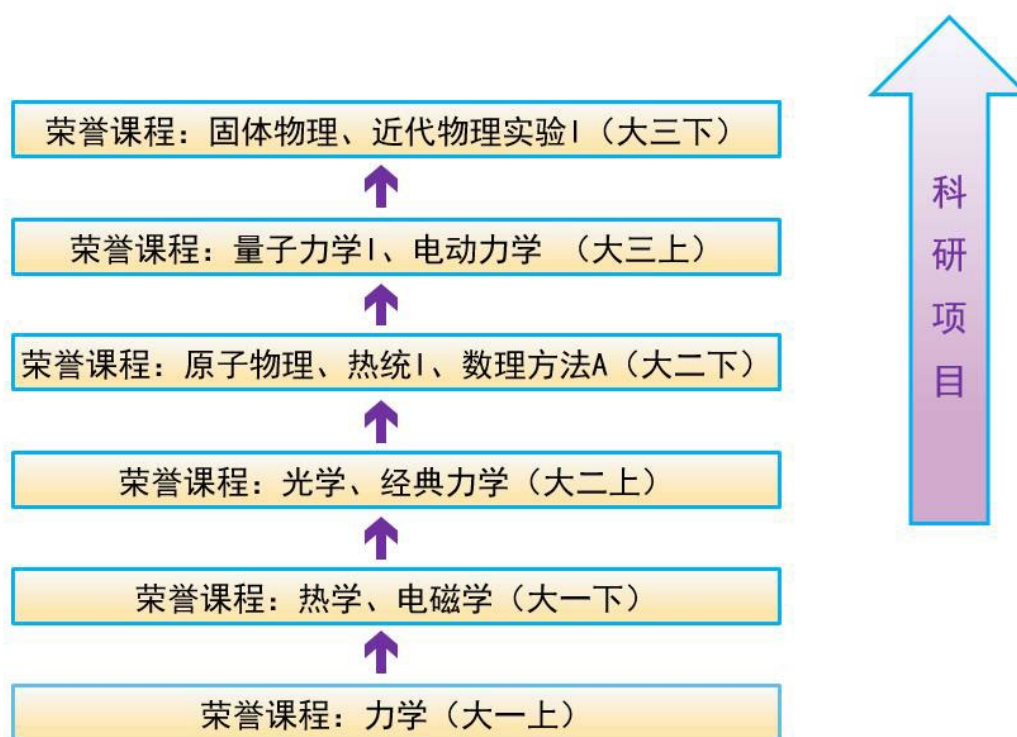 荣誉课程：固体物理、近代物理实验I（大三下）
荣誉课程：量子力学I、电动力学 （大三上）
荣誉课程：原子物理、热统I、数理方法A（大二下）
荣誉课程：光学、经典力学（大二上）
荣誉课程：热学、电磁学（大一下）
荣誉课程：力学（大一上）
科研项目